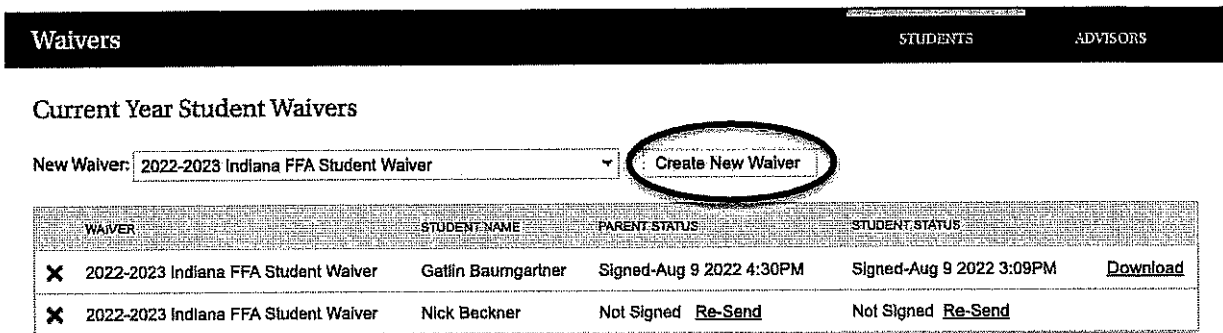 Waivers STUDENTS ADVISORS
Current Year Student Waivers
New Waiver: 2022-2023 Indiana FFA Student Waiver Create New Waiver
WAIVER STUDENT NAME PARENT STATUS STUDENT STATUS
2022-2023 Indiana FFA Student Waiver Gatlin Baumgartner Signed-Aug 9 2022 4:30PM Signed-Aug 9 2022 3:09PM Download
2022-2023 Indiana FFA Student Waiver Nick Beckner Not Signed Re-Send Not Signed Re-Send